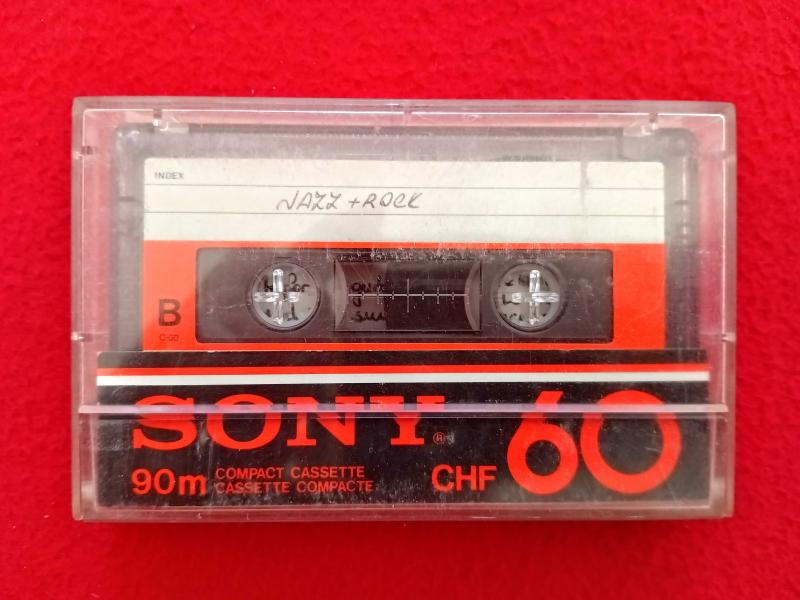 INDEX
JAZZ + ROCK
B
C-60
SONY®
60
90m
COMPACT CASSETTE
CASSETTE COMPACTE
CHF